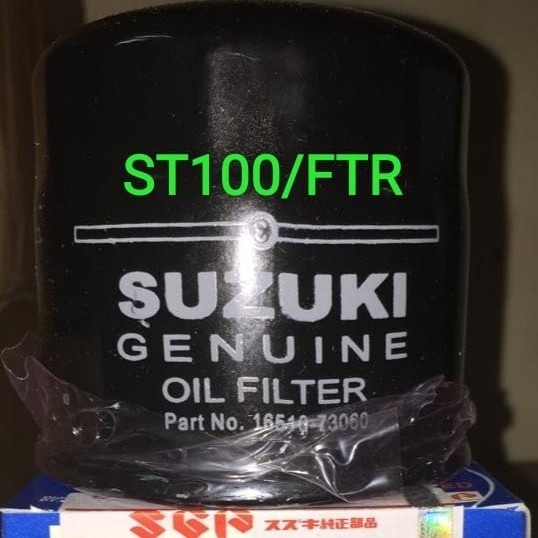 ST100/FTR
SUZUKI
GENUINE
OIL FILTER
Part No. 16510-73060
SGP スズキ純正部品